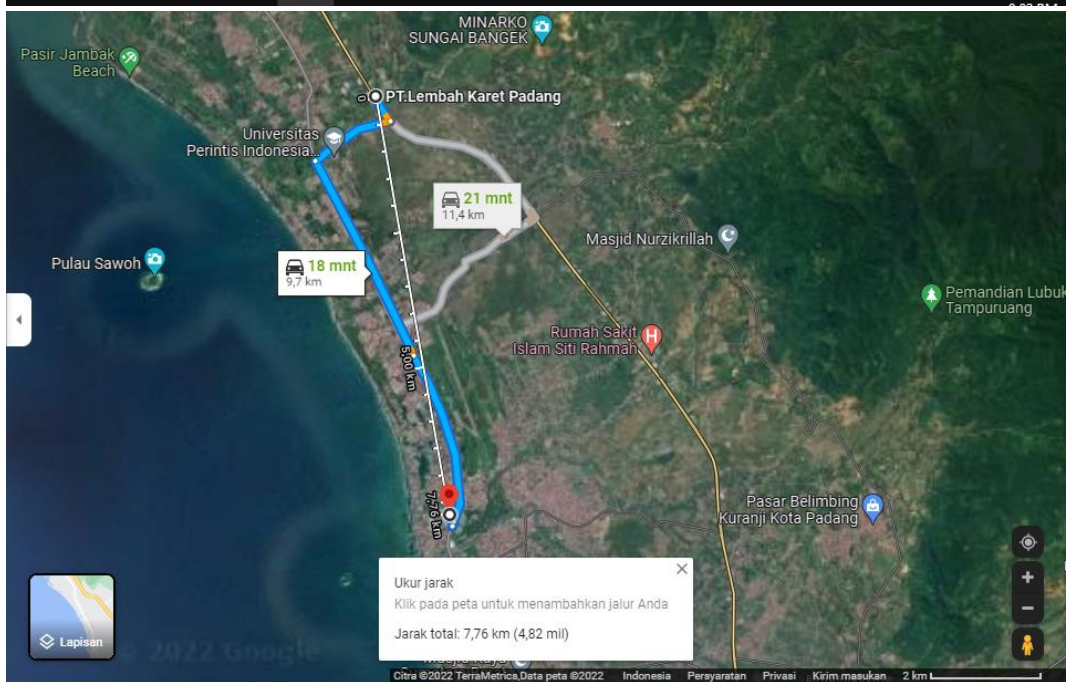 MINARKO
SUNGAI BANGEK
Pasir Jambak
Beach
PT.Lembah Karet Padang
0
Universitas
Perintis Indonesia...
21 mnt
11,4 km
Masjid Nurzikrillah
Pulau Sawoh
18 mnt
9,7 km
Pemandian Lubuk
Tampuruang
Rumah Sakit
Islam Siti Rahmah
H
5,00 km
7,76 km
Pasar Belimbing
Kuranji Kota Padang
Ukur jarak
Klik pada peta untuk menambahkan jalur Anda
Jarak total: 7,76 km (4,82 mil)
Lapisan
© 2022 Google
Citra ©2022 TerraMetrics,Data peta ©2022 Indonesia Persyaratan Privasi Kirim masukan 2 km